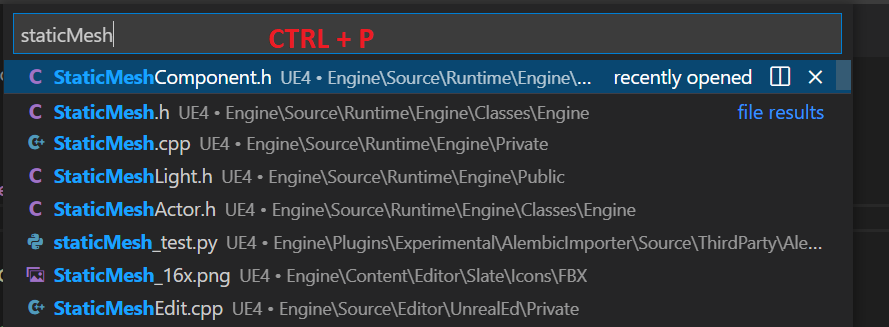 staticMesh CTRL + P
StaticMeshComponent.h UE4 • Engine\Source\Runtime\Engine\... recently opened
StaticMesh.h UE4 • Engine\Source\Runtime\Engine\Classes\Engine file results
StaticMesh.cpp UE4 • Engine\Source\Runtime\Engine\Private
StaticMeshLight.h UE4 • Engine\Source\Runtime\Engine\Public
StaticMeshActor.h UE4 • Engine\Source\Runtime\Engine\Classes\Engine
staticMesh_test.py UE4 • Engine\Plugins\Experimental\AlembicImporter\Source\ThirdParty\Ale...
StaticMesh_16x.png UE4 • Engine\Content\Editor\Slate\Icons\FBX
StaticMeshEdit.cpp UE4 • Engine\Source\Editor\UnrealEd\Private